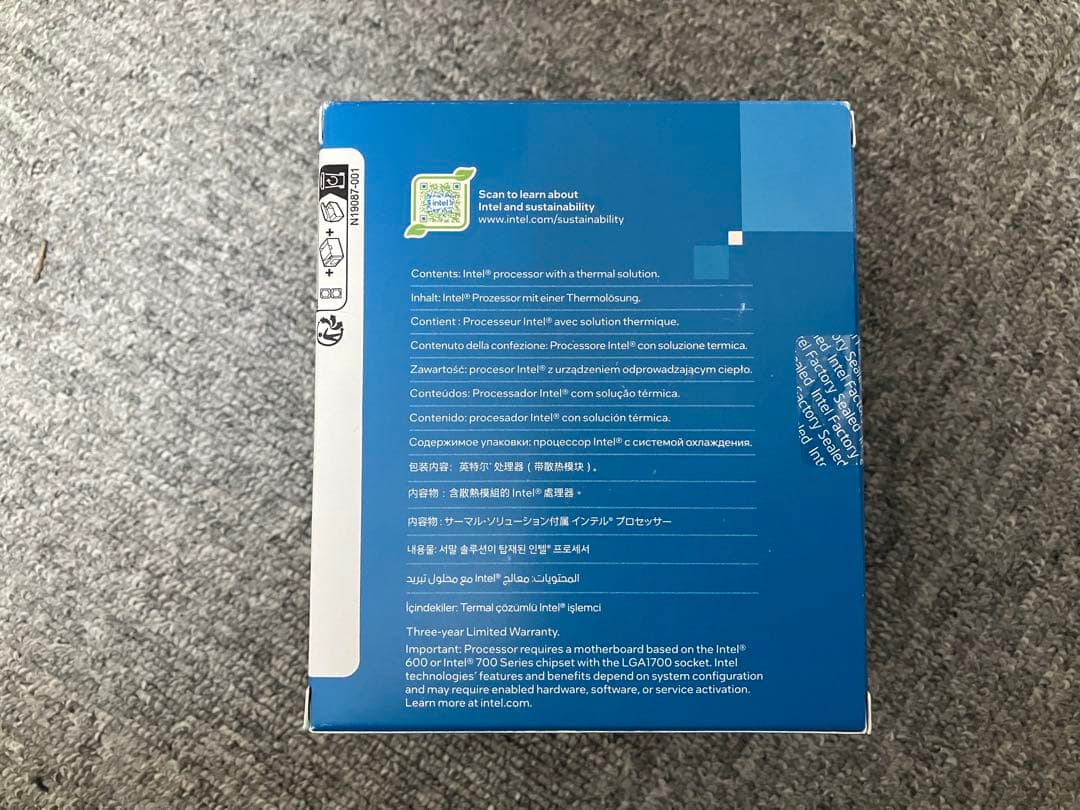 N19087-001
intel
Scan to learn about
Intel and sustainability
www.intel.com/sustainability
Contents: Intel® processor with a thermal solution.
Inhalt: Intel® Prozessor mit einer Thermolösung.
Contient : Processeur Intel® avec solution thermique.
Contenuto della confezione: Processore Intel® con soluzione termica.
Zawartość: procesor Intel® z urządzeniem odprowadzającym ciepło.
Conteúdos: Processador Intel® com solução térmica.
Contenido: procesador Intel® con solución térmica.
Содержимое упаковки: процессор Intel® с системой охлаждения.
包装内容：英特尔® 处理器（带散热模块）。
内容物：含散熱模組的 Intel® 處理器。
内容物 : サーマル・ソリューション付属 インテル® プロセッサー
내용물: 서말 솔루션이 탑재된 인텔® 프로세서
المحتويات: معالج Intel® مع محلول تبريد
İçindekiler: Termal çözümlü Intel® işlemci
Three-year Limited Warranty.
Important: Processor requires a motherboard based on the Intel®
600 or Intel® 700 Series chipset with the LGA1700 socket. Intel
technologies' features and benefits depend on system configuration
and may require enabled hardware, software, or service activation.
Learn more at intel.com.
Intel Factory Sealed
Intel Factory Sealed